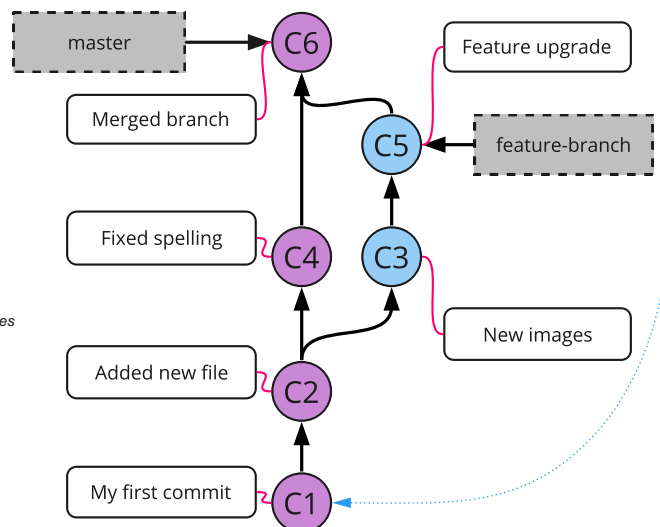 master
C6
Feature upgrade
Merged branch
C5
feature-branch
Fixed spelling
C4
C3
es
New images
Added new file
C2
My first commit
C1